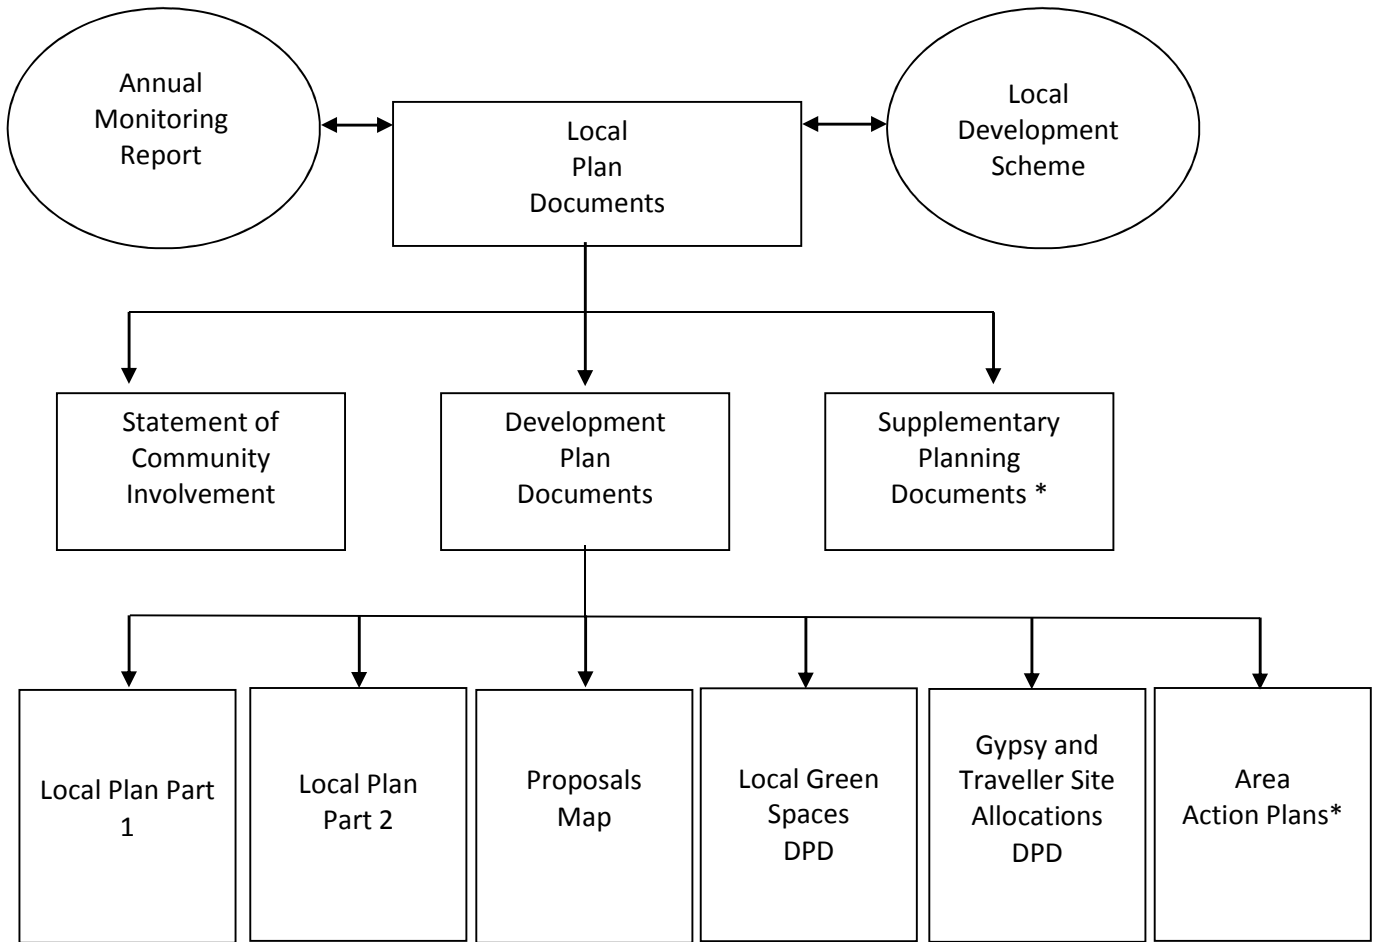 Annual
Monitoring
Report
Local
Plan
Documents
Local
Development
Scheme
Statement of
Community
Involvement
Development
Plan
Documents
Supplementary
Planning
Documents *
Local Plan Part
1
Local Plan
Part 2
Proposals
Map
Local Green
Spaces
DPD
Gypsy and
Traveller Site
Allocations
DPD
Area
Action Plans*